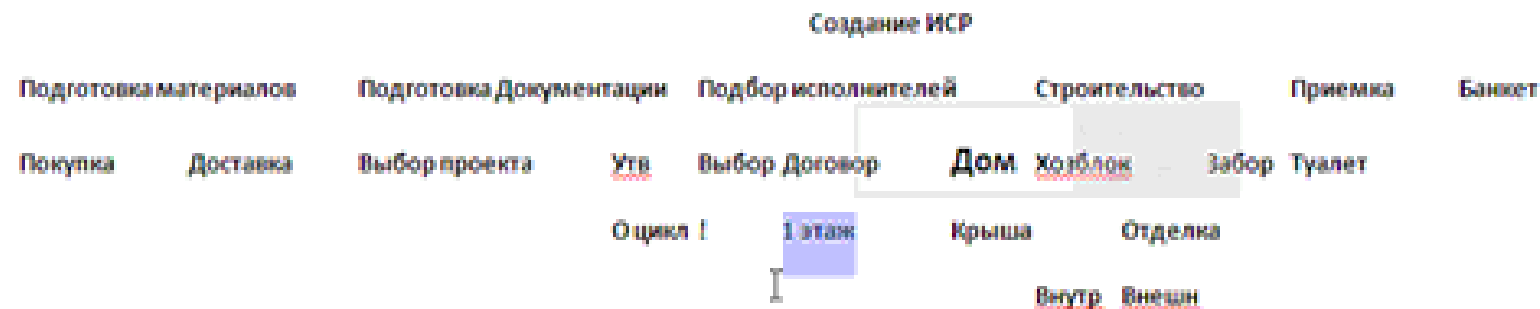 Создание ИСР
Подготовка материалов Подготовка Документации Подбор исполнителей Строительство Приемка Банкет
Покупка Доставка Выбор проекта Утв Выбор Договор Дом Хозблок Забор Туалет
О цикл ! 1 этаж Крыша Отделка
Внутр Внешн